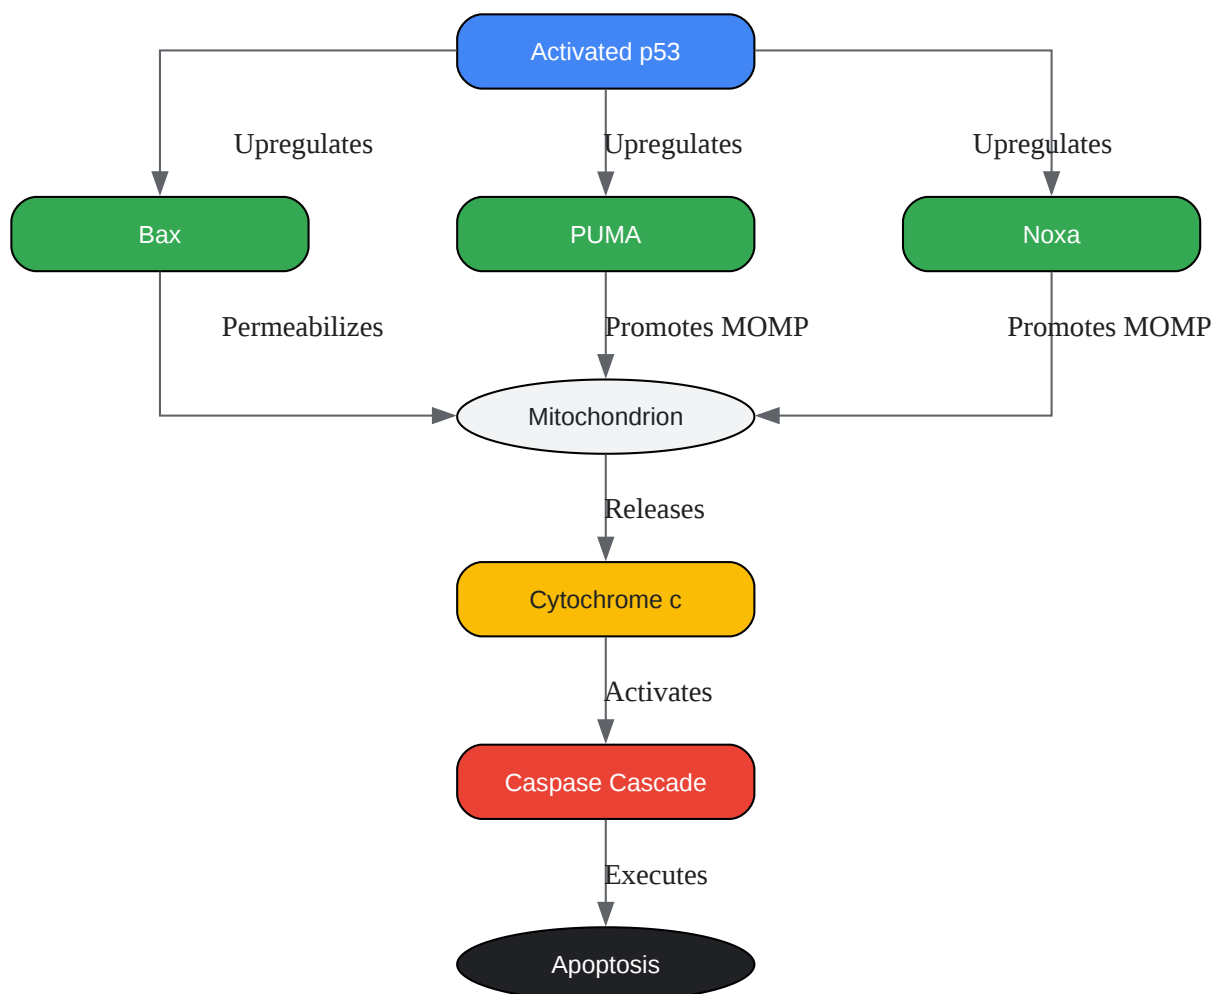 Activated p53
Upregulates
Upregulates
Upregulates
Bax
PUMA
Noxa
Permeabilizes
Promotes MOMP
Promotes MOMP
Mitochondrion
Releases
Cytochrome c
Activates
Caspase Cascade
Executes
Apoptosis